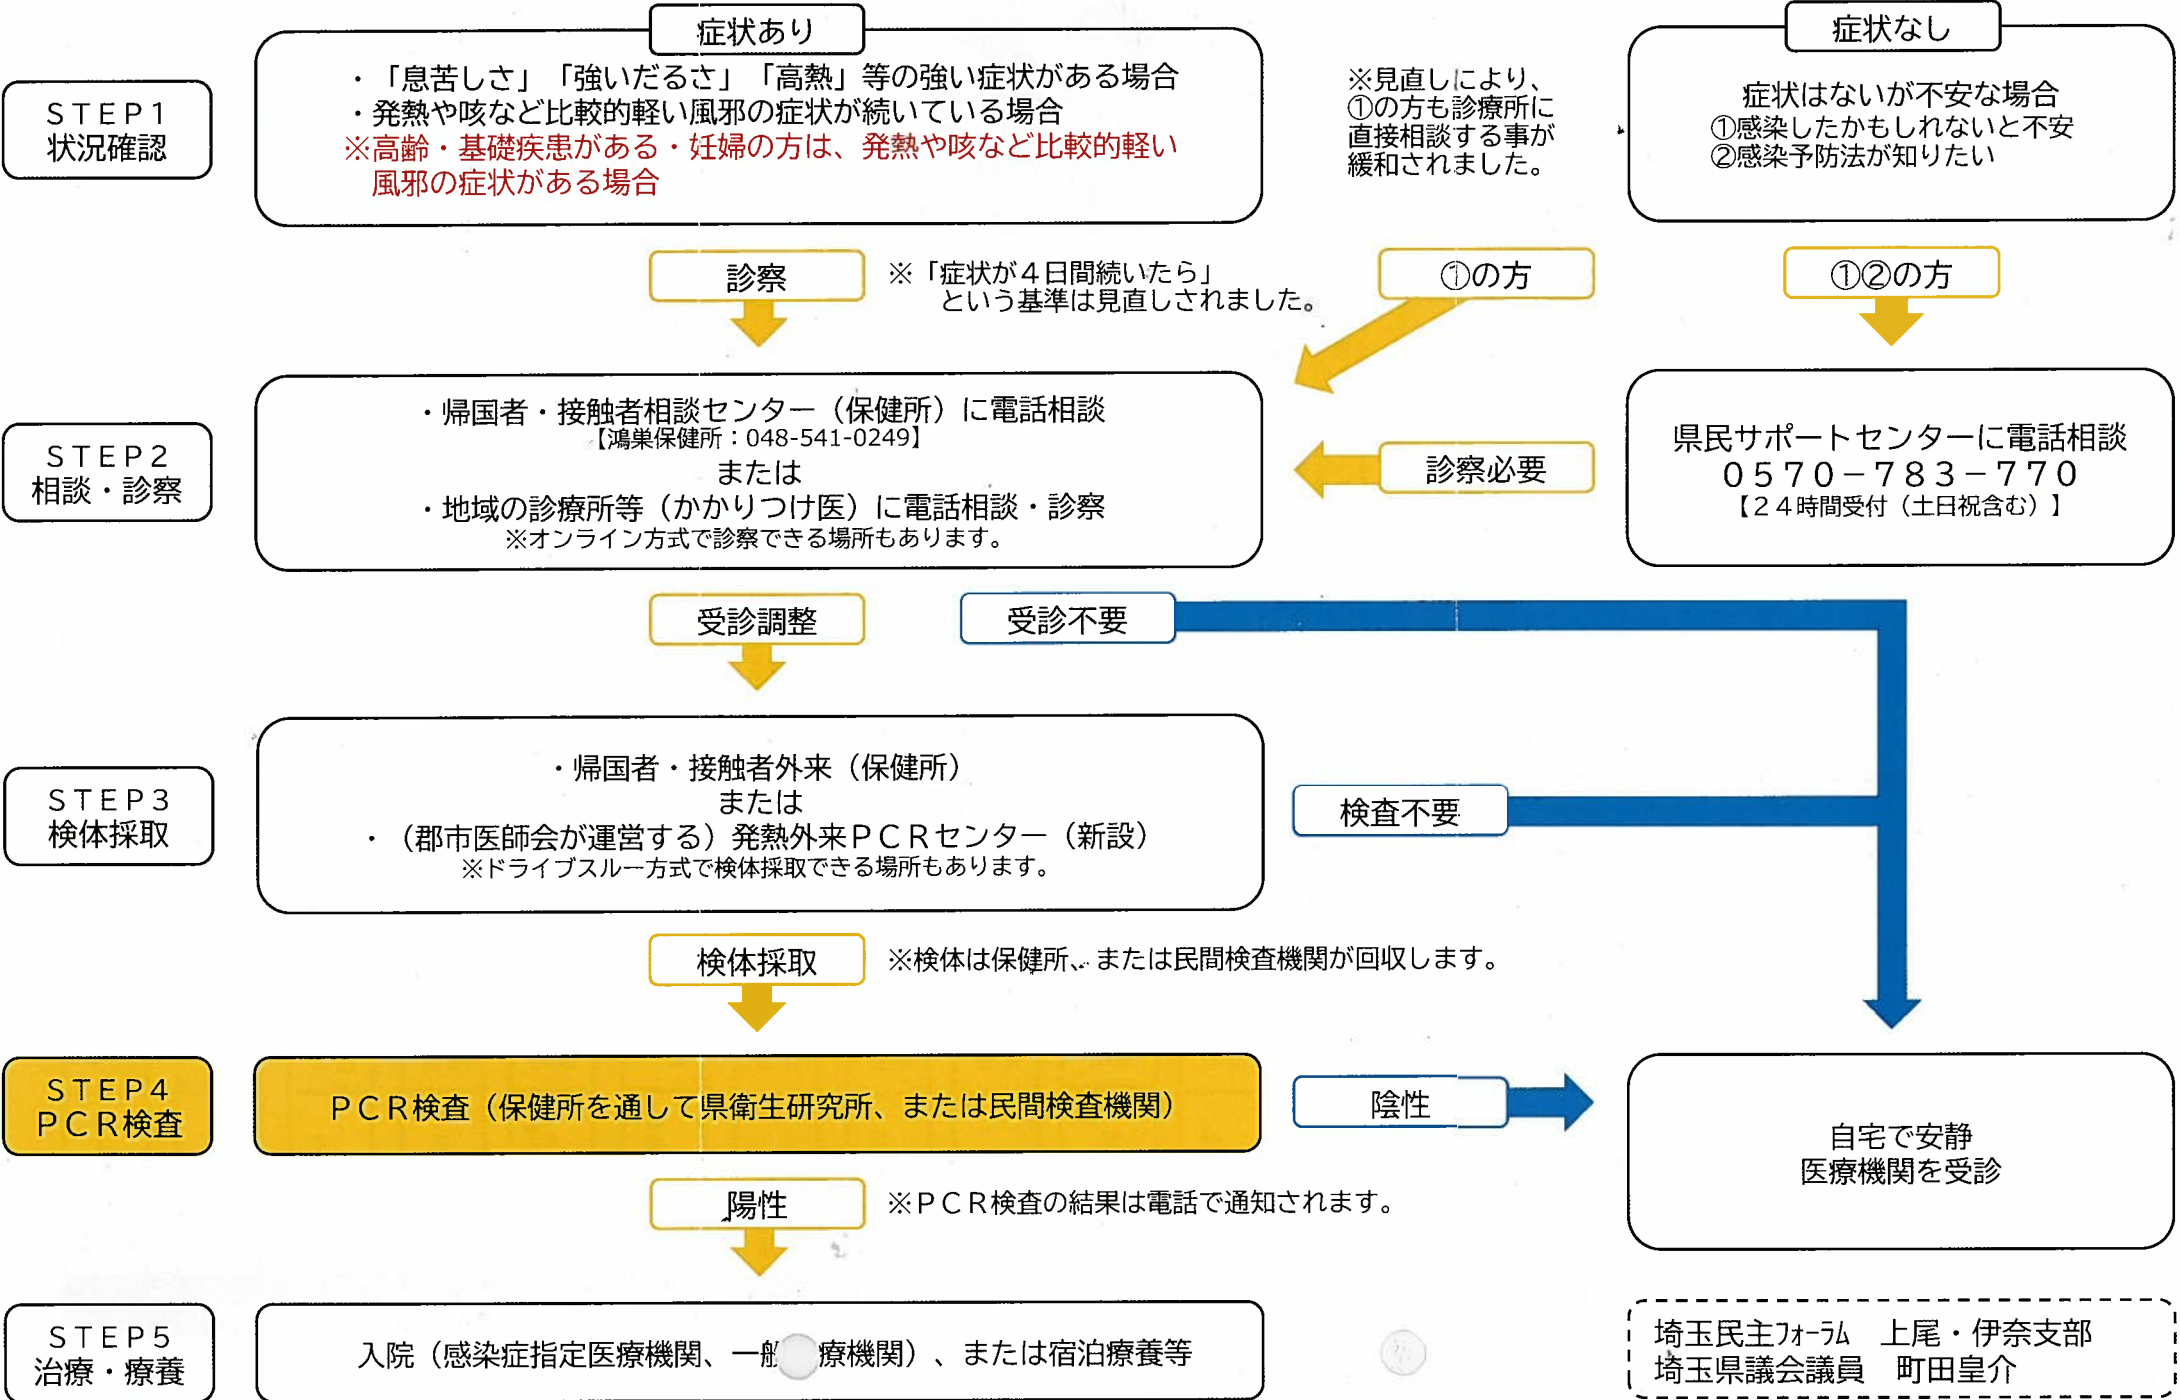 症状あり
症状なし
STEP1
状況確認
・「息苦しさ」「強いだるさ」「高熱」等の強い症状がある場合
・発熱や咳など比較的軽い風邪の症状が続いている場合
※高齢・基礎疾患がある・妊婦の方は、発熱や咳など比較的軽い
風邪の症状がある場合
※見直しにより、
①の方も診療所に
直接相談する事が
緩和されました。
症状はないが不安な場合
①感染したかもしれないと不安
②感染予防法が知りたい
診察
※「症状が４日間続いたら」
という基準は見直しされました。
①の方
①②の方
STEP2
相談・診察
・帰国者・接触者相談センター（保健所）に電話相談
【鴻巣保健所：048-541-0249】
または
・地域の診療所等（かかりつけ医）に電話相談・診察
※オンライン方式で診察できる場所もあります。
診察必要
県民サポートセンターに電話相談
０５７０－７８３－７７０
【２４時間受付（土日祝含む）】
受診調整
受診不要
STEP3
検体採取
・帰国者・接触者外来（保健所）
または
・（郡市医師会が運営する）発熱外来ＰＣＲセンター（新設）
※ドライブスルー方式で検体採取できる場所もあります。
検査不要
検体採取
※検体は保健所、または民間検査機関が回収します。
STEP4
ＰＣＲ検査
ＰＣＲ検査（保健所を通して県衛生研究所、または民間検査機関）
陰性
自宅で安静
医療機関を受診
陽性
※ＰＣＲ検査の結果は電話で通知されます。
STEP5
治療・療養
入院（感染症指定医療機関、一般 療機関）、または宿泊療養等
埼玉民主フォーラム　上尾・伊奈支部
埼玉県議会議員　町田皇介